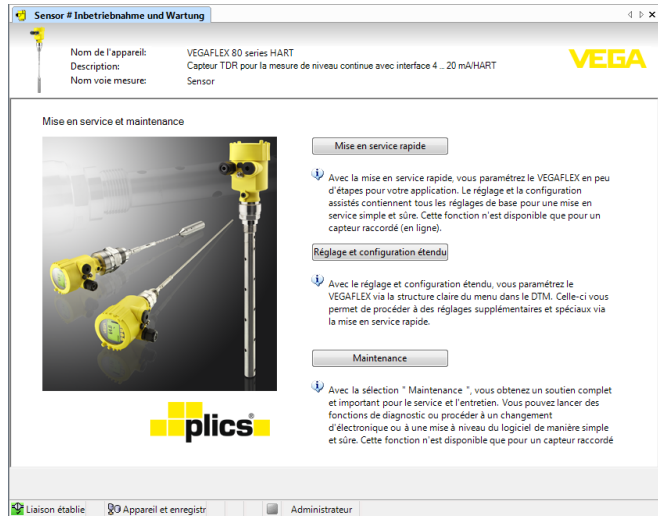 Sensor # Inbetriebnahme und Wartung
Nom de l'appareil: VEGAFLEX 80 series HART
Description: Capteur TDR pour la mesure de niveau continue avec interface 4 .. 20 mA/HART
Nom voie mesure: Sensor
VEGA
Mise en service et maintenance
Mise en service rapide
Avec la mise en service rapide, vous paramétrez le VEGAFLEX en peu
d'étapes pour votre application. Le réglage et la configuration
assistés contiennent tous les réglages de base pour une mise en
service simple et sûre. Cette fonction n'est disponible que pour un
capteur raccordé (en ligne).
Réglage et configuration étendu
Avec le réglage et configuration étendu, vous paramétrez le
VEGAFLEX via la structure claire du menu dans le DTM. Celle-ci vous
permet de procéder à des réglages supplémentaires et spéciaux via
la mise en service rapide.
Maintenance
Avec la sélection " Maintenance ", vous obtenez un soutien complet
et important pour le service et l'entretien. Vous pouvez lancer des
fonctions de diagnostic ou procéder à un changement
d'électronique ou à une mise à niveau du logiciel de manière simple
et sûre. Cette fonction n'est disponible que pour un capteur raccordé
plics®
Liaison établie
Appareil et enregistr
Administrateur